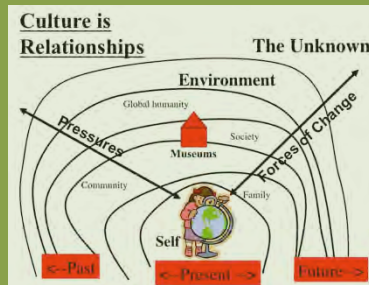 Culture is
Relationships
The Unknown
Environment
Global humanity
Pressures
Forces of Change
Society
Museums
Community
Family
Self
<--Past
<--Present -->
Future-->